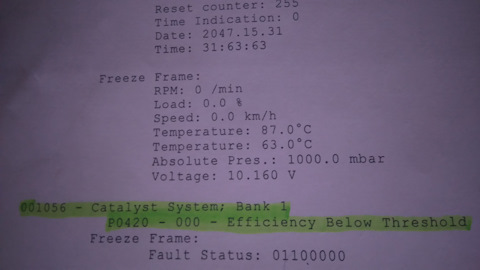 Reset counter: 255
Time Indication: 0
Date: 2047.15.31
Time: 31:63:63
Freeze Frame:
RPM: 0 /min
Load: 0.0 %
Speed: 0.0 km/h
Temperature: 87.0°C
Temperature: 63.0°C
Absolute Pres.: 1000.0 mbar
Voltage: 10.160 V
001056 - Catalyst System; Bank 1
P0420 - 000 - Efficiency Below Threshold
Freeze Frame:
Fault Status: 01100000